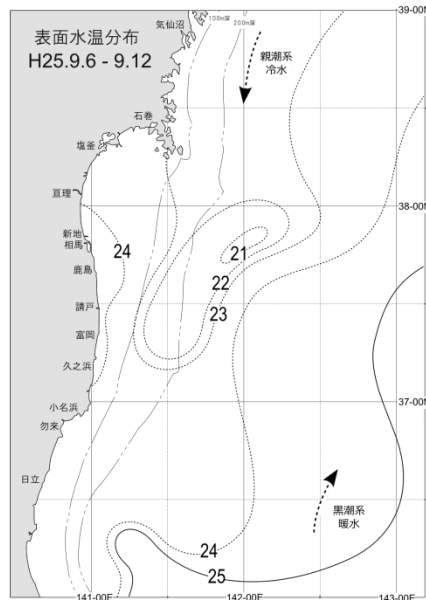 表面水温分布
H25.9.6 - 9.12
39-00N
気仙沼
100m深
200m深
親潮系
冷水
石巻
塩釜
亘理
38-00N
新地
相馬
24
21
鹿島
22
請戸
23
富岡
久之浜
小名浜
37-00N
勿来
日立
黒潮系
暖水
24
25
141-00E
142-00E
143-00E